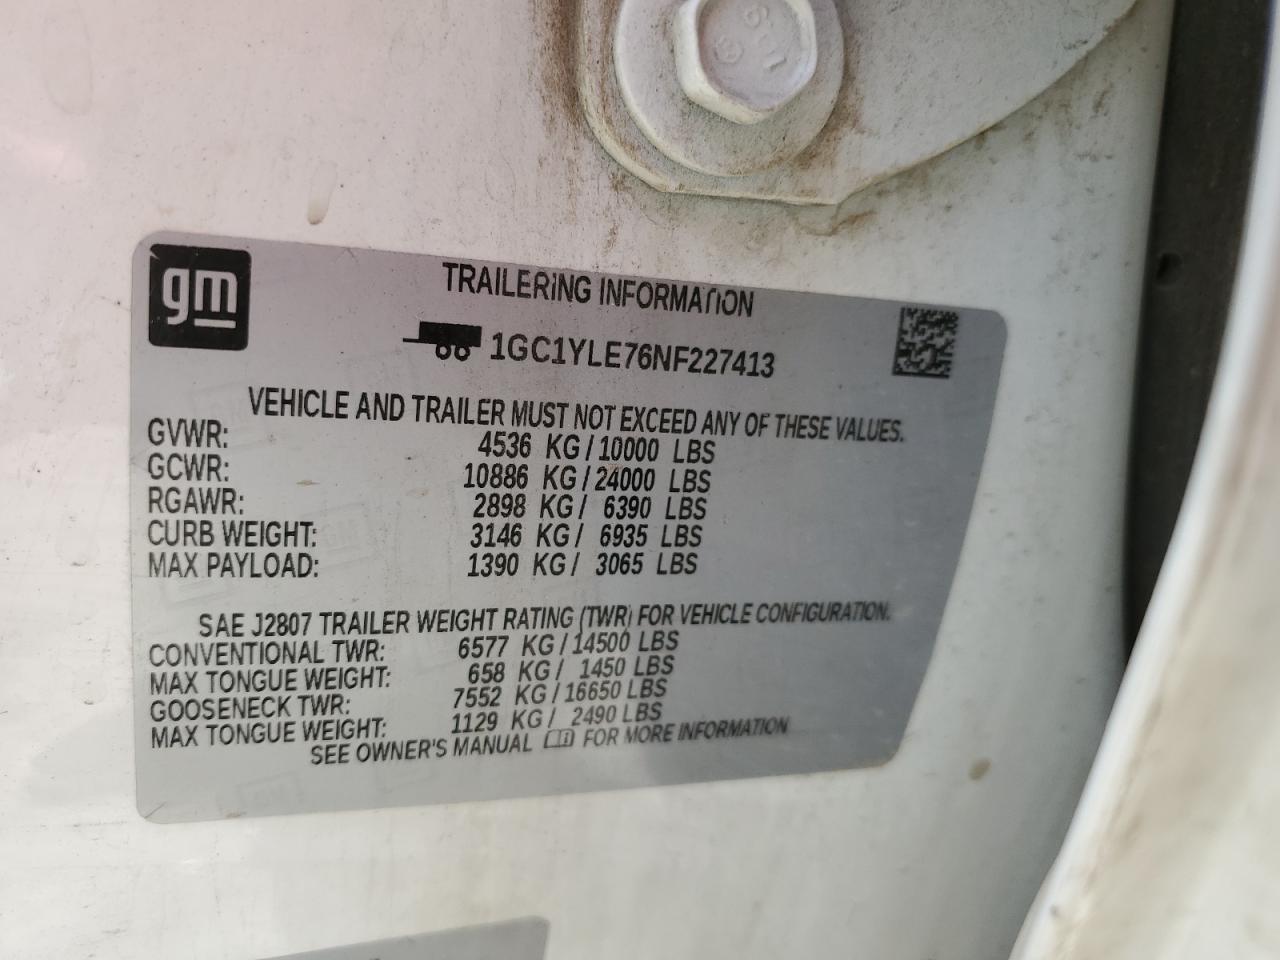 gm
TRAILERING INFORMATION
1GC1YLE76NF227413
VEHICLE AND TRAILER MUST NOT EXCEED ANY OF THESE VALUES.
GVWR: 4536 KG / 10000 LBS
GCWR: 10886 KG / 24000 LBS
RGAWR: 2898 KG / 6390 LBS
CURB WEIGHT: 3146 KG / 6935 LBS
MAX PAYLOAD: 1390 KG / 3065 LBS
SAE J2807 TRAILER WEIGHT RATING (TWR) FOR VEHICLE CONFIGURATION.
CONVENTIONAL TWR: 6577 KG / 14500 LBS
MAX TONGUE WEIGHT: 658 KG / 1450 LBS
GOOSENECK TWR: 7552 KG / 16650 LBS
MAX TONGUE WEIGHT: 1129 KG / 2490 LBS
SEE OWNER'S MANUAL FOR MORE INFORMATION